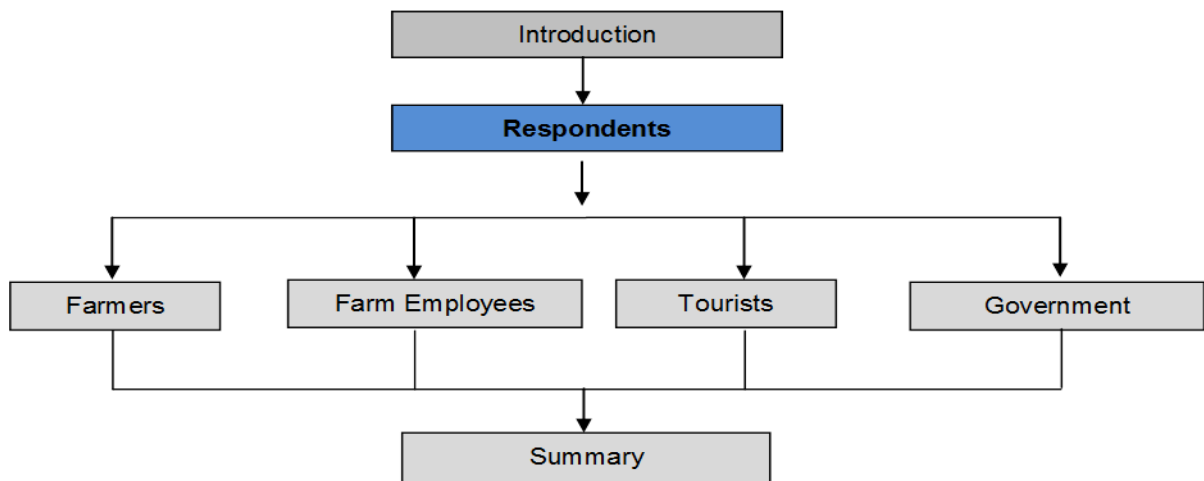 Introduction
Respondents
Farmers
Farm Employees
Tourists
Government
Summary